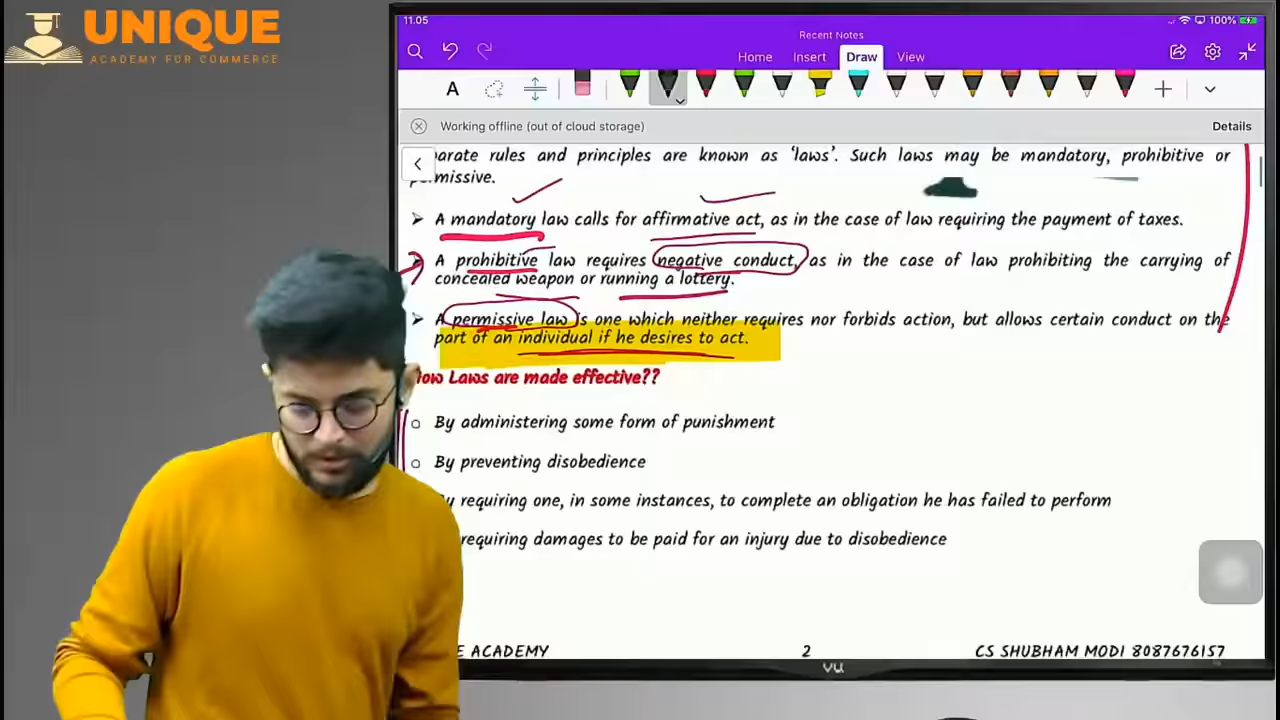 UNIQUE
ACADEMY FOR COMMERCE
11.05
100%
Recent Notes
Home Insert Draw View
A
Working offline (out of cloud storage)
Details
rules and principles are known as 'laws'. Such laws may be mandatory, prohibitive or
➢ A mandatory law calls for affirmative act, as in the case of law requiring the payment of taxes.
A prohibitive law requires negative conduct, as in the case of law prohibiting the carrying of
concealed weapon or running a lottery.
➢ A permissive law is one which neither requires nor forbids action, but allows certain conduct on the
part of an individual if he desires to act.
Laws are made effective??
o By administering some form of punishment
o By preventing disobedience
requiring one, in some instances, to complete an obligation he has failed to perform
requiring damages to be paid for an injury due to disobedience
ACADEMY
2
CS SHUBHAM MODI 8087676157
vu